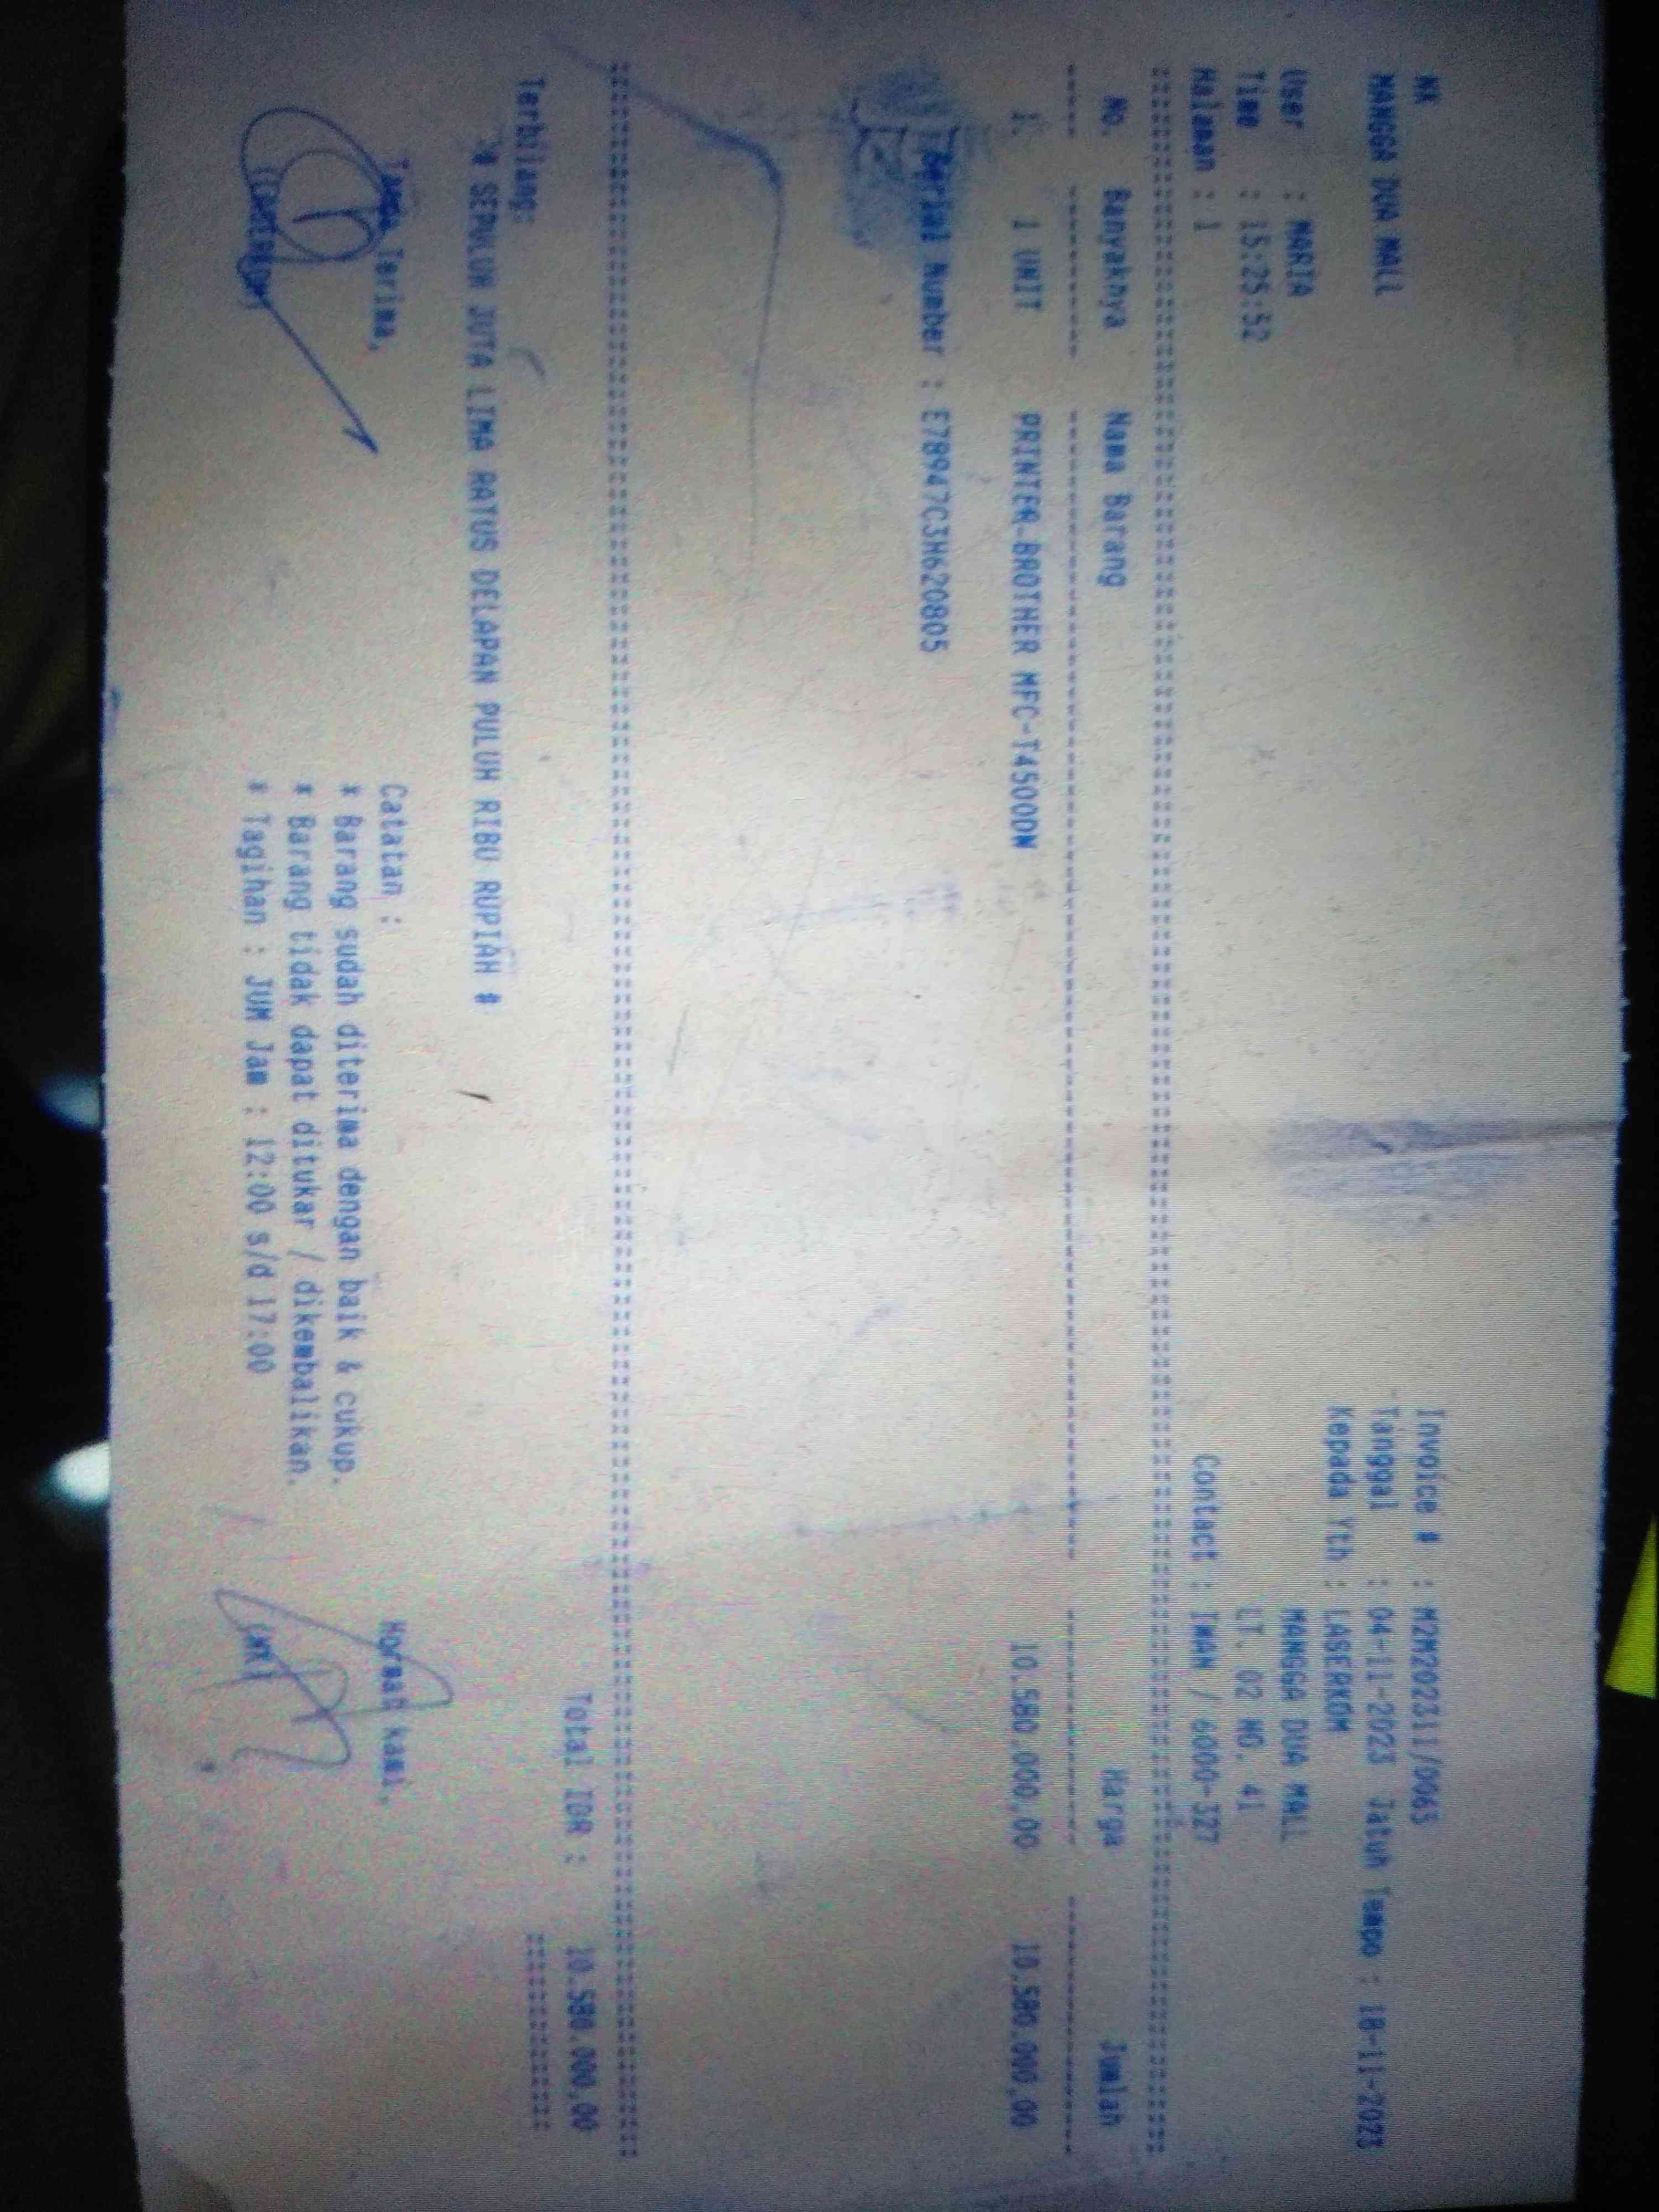 NK
MANGGA DUA MALL
User : MARIA
Time : 15:25:52
Halaman : 1
Invoice # : M2M202311/0065
Tanggal : 04-11-2023 Jatuh Tempo : 10-11-2023
Kepada Yth : LASERKOM
MANGGA DUA MALL
LT. 02 NO. 41
Contact : IWAN / 6000-327
No. Banyaknya Nama Barang Harga Jumlah
1. 1 UNIT PRINTER BROTHER MFC-T4500DW 10.580.000,00 10.580.000,00
Serial Number : E78947C3H620805
Total IDR : 10.580.000,00
Terbilang:
# SEPULUH JUTA LIMA RATUS DELAPAN PULUH RIBU RUPIAH #
Tanda Terima,
Catatan :
* Barang sudah diterima dengan baik & cukup.
* Barang tidak dapat ditukar / dikembalikan.
* Tagihan : JUM Jam : 12:00 s/d 17:00
Hormat kami,
(NK)